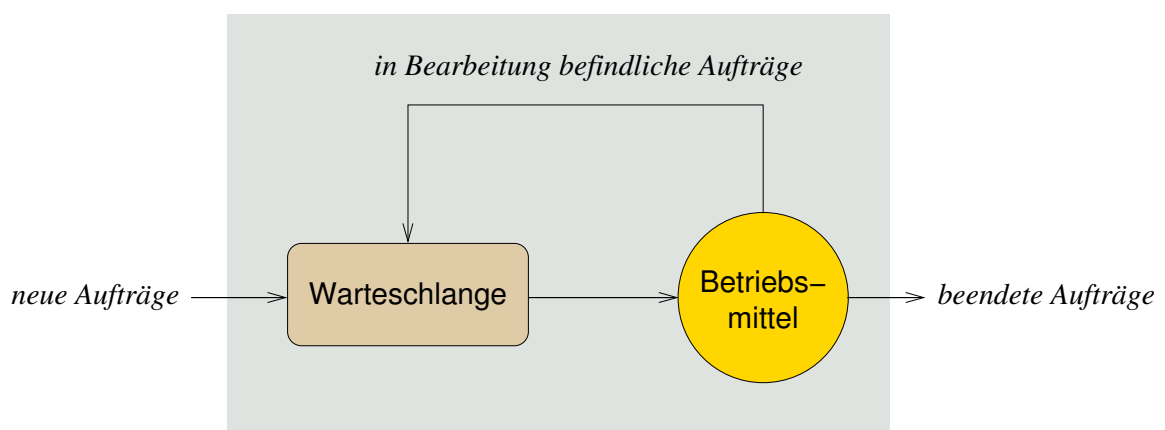 in Bearbeitung befindliche Aufträge
neue Aufträge
Warteschlange
Betriebs−
mittel
beendete Aufträge